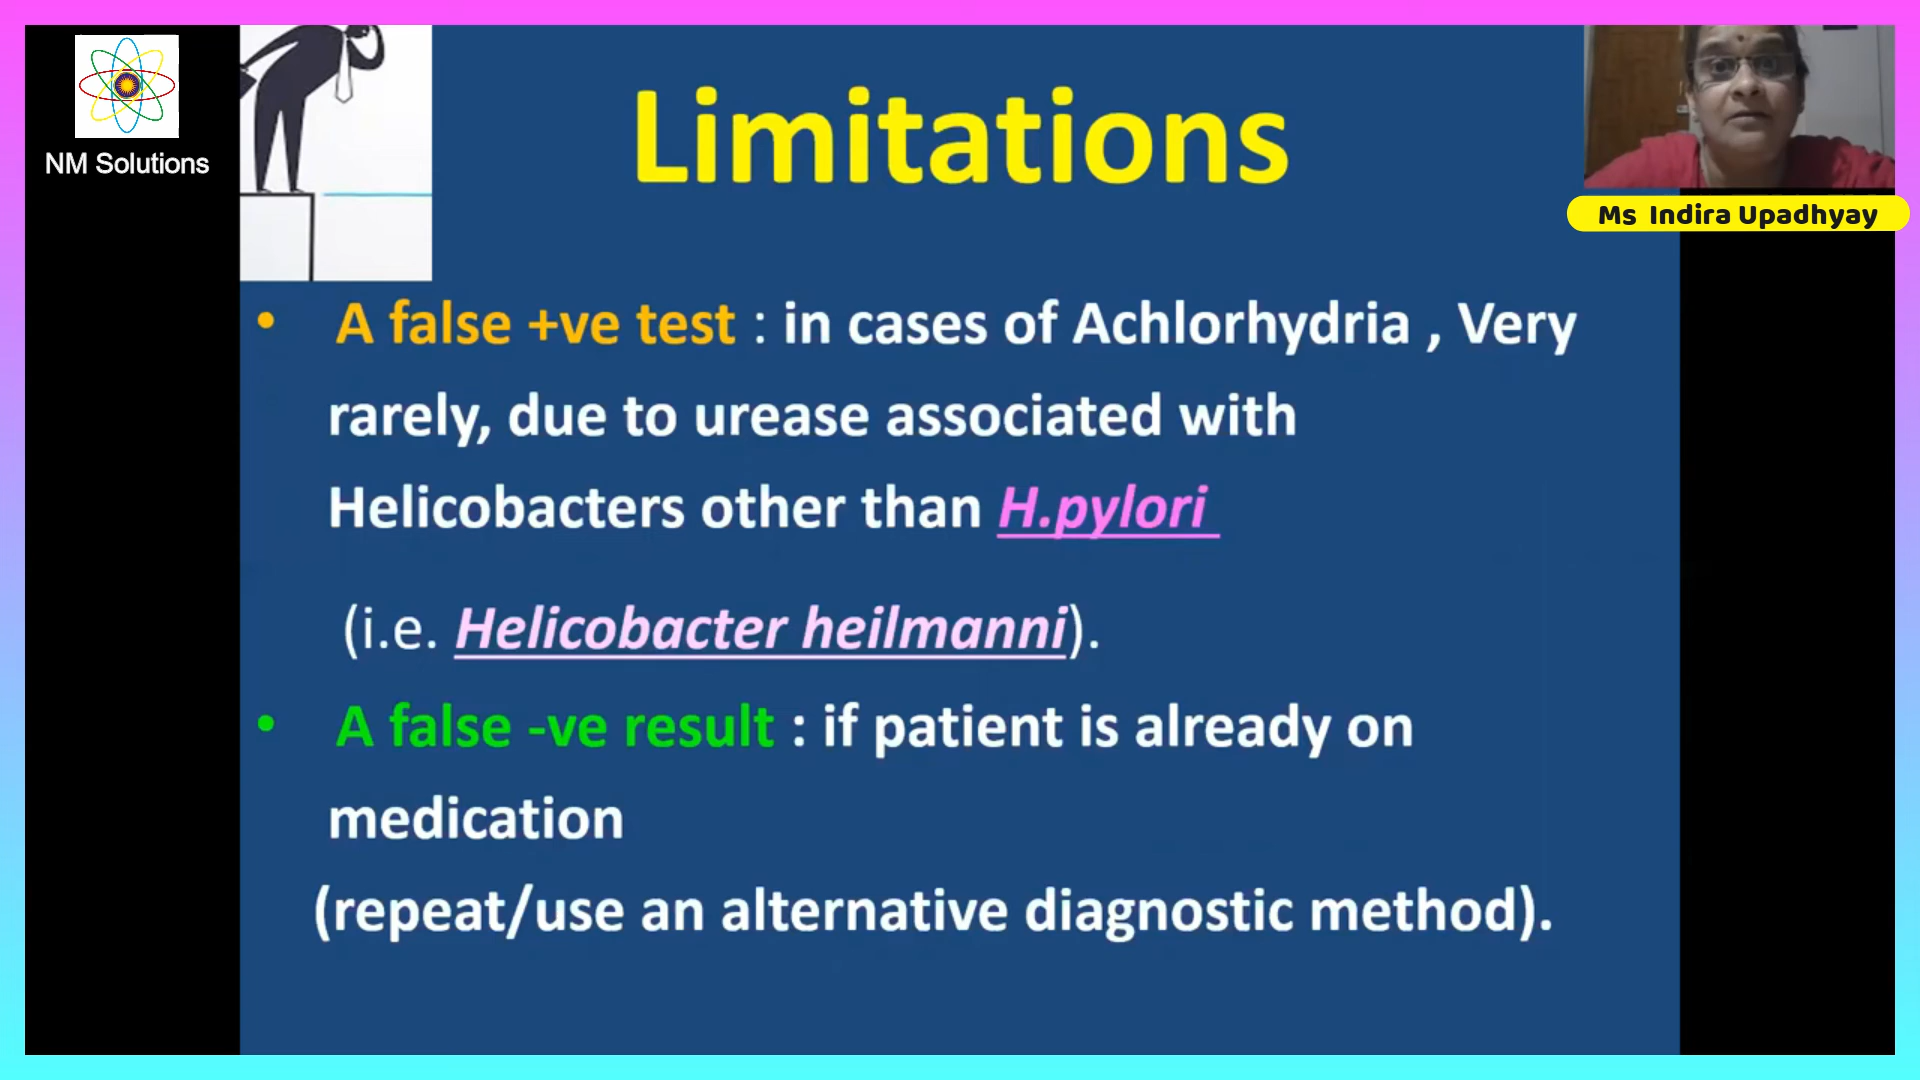 NM Solutions
Limitations
Ms Indira Upadhyay
• A false +ve test : in cases of Achlorhydria , Very
rarely, due to urease associated with
Helicobacters other than H.pylori
(i.e. Helicobacter heilmanni).
• A false -ve result : if patient is already on
medication
(repeat/use an alternative diagnostic method).